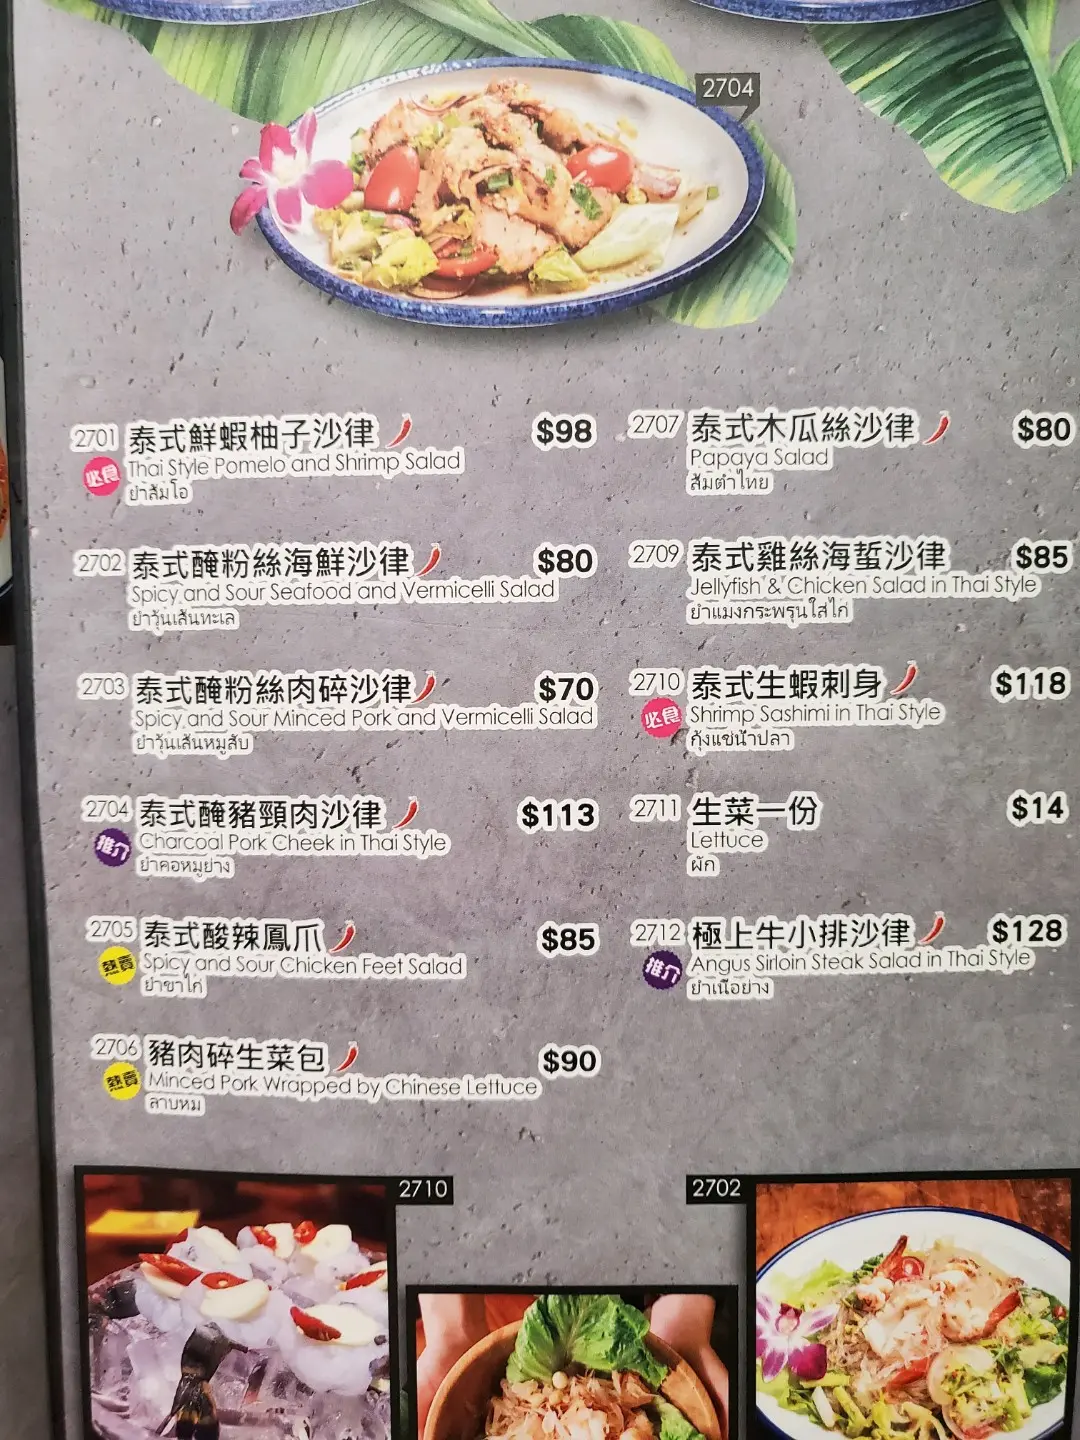 2704
2701 泰式鮮蝦柚子沙律 $98
必食 Thai Style Pomelo and Shrimp Salad
ยำส้มโอ
2702 泰式醃粉絲海鮮沙律 $80
Spicy and Sour Seafood and Vermicelli Salad
ยำวุ้นเส้นทะเล
2703 泰式醃粉絲肉碎沙律 $70
Spicy and Sour Minced Pork and Vermicelli Salad
ยำวุ้นเส้นหมูสับ
2704 泰式醃豬頸肉沙律 $113
推介 Charcoal Pork Cheek in Thai Style
ยำคอหมูย่าง
2705 泰式酸辣鳳爪 $85
熱賣 Spicy and Sour Chicken Feet Salad
ยำขาไก่
2706 豬肉碎生菜包 $90
熱賣 Minced Pork Wrapped by Chinese Lettuce
ลาบหม
2707 泰式木瓜絲沙律 $80
Papaya Salad
ส้มตำไทย
2709 泰式雞絲海蜇沙律 $85
Jellyfish & Chicken Salad in Thai Style
ยำแมงกระพรุนใส่ไก่
2710 泰式生蝦刺身 $118
必食 Shrimp Sashimi in Thai Style
กุ้งแช่น้ำปลา
2711 生菜一份 $14
Lettuce
ผัก
2712 極上牛小排沙律 $128
推介 Angus Sirloin Steak Salad in Thai Style
ยำเนื้อย่าง
2710
2702